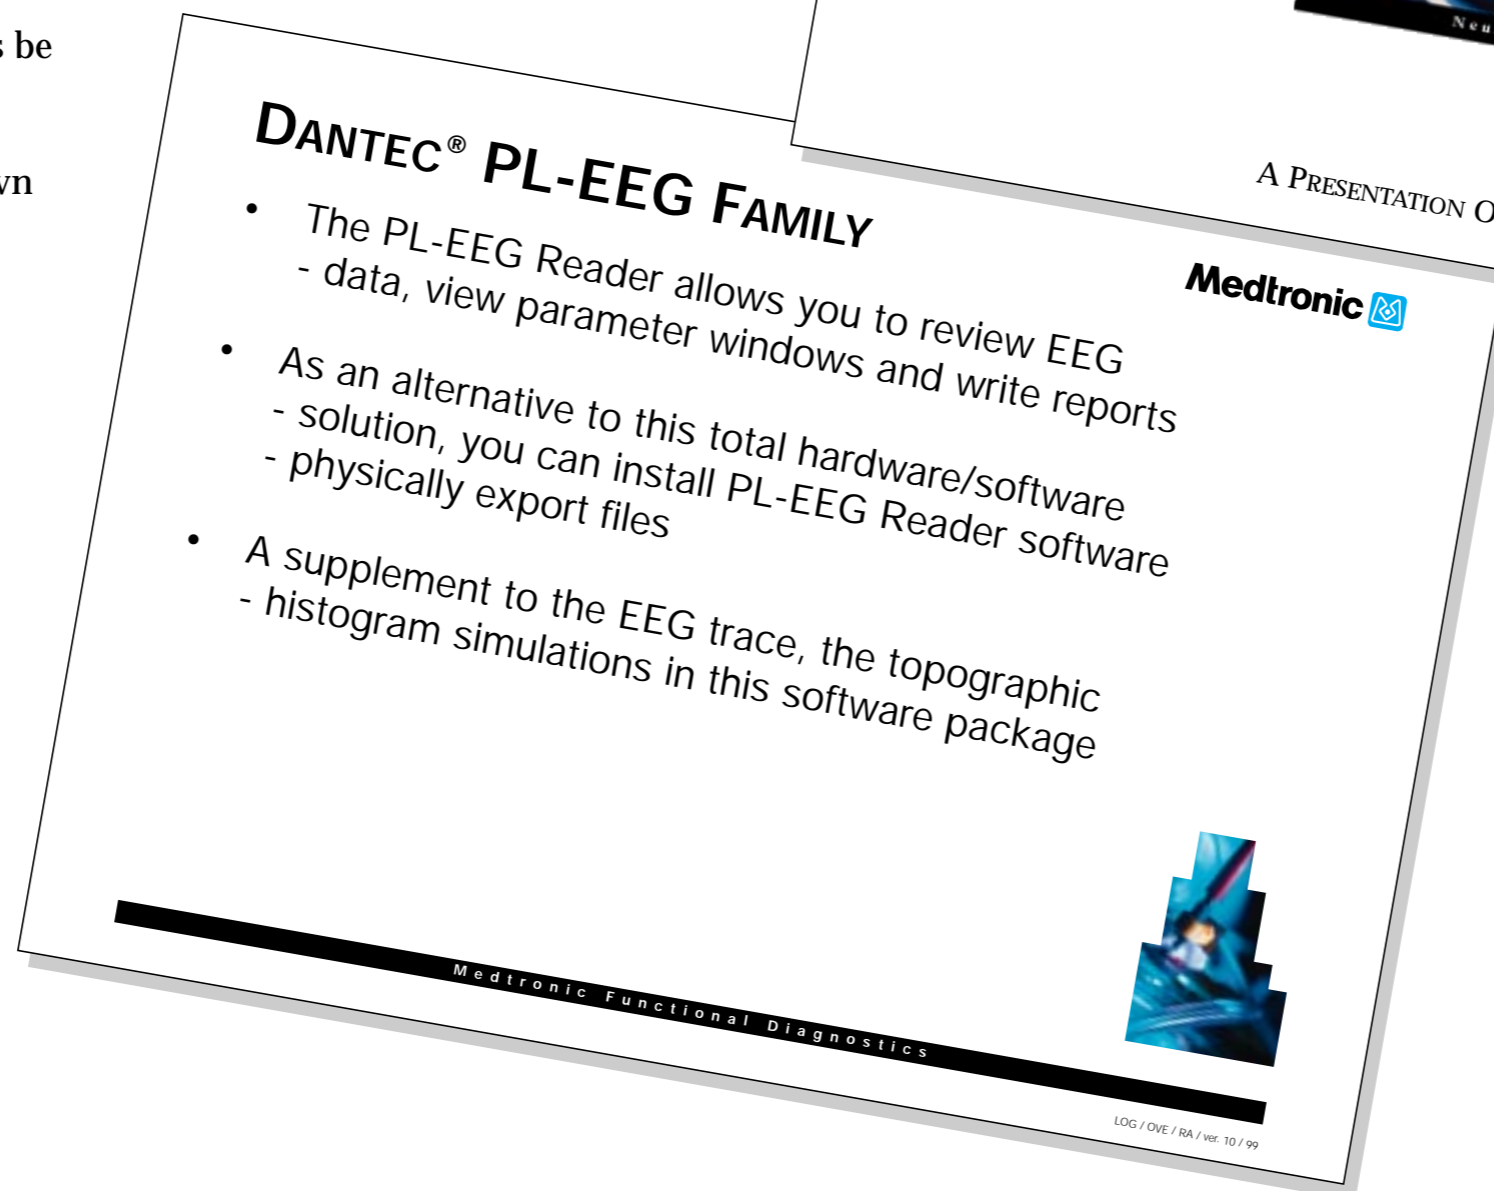 s be
vn
Neu
A PRESENTATION O
DANTEC® PL-EEG FAMILY
Medtronic
• The PL-EEG Reader allows you to review EEG
- data, view parameter windows and write reports
• As an alternative to this total hardware/software
- solution, you can install PL-EEG Reader software
- physically export files
• A supplement to the EEG trace, the topographic
- histogram simulations in this software package
Medtronic Functional Diagnostics
LOG / OVE / RA / ver. 10 / 99